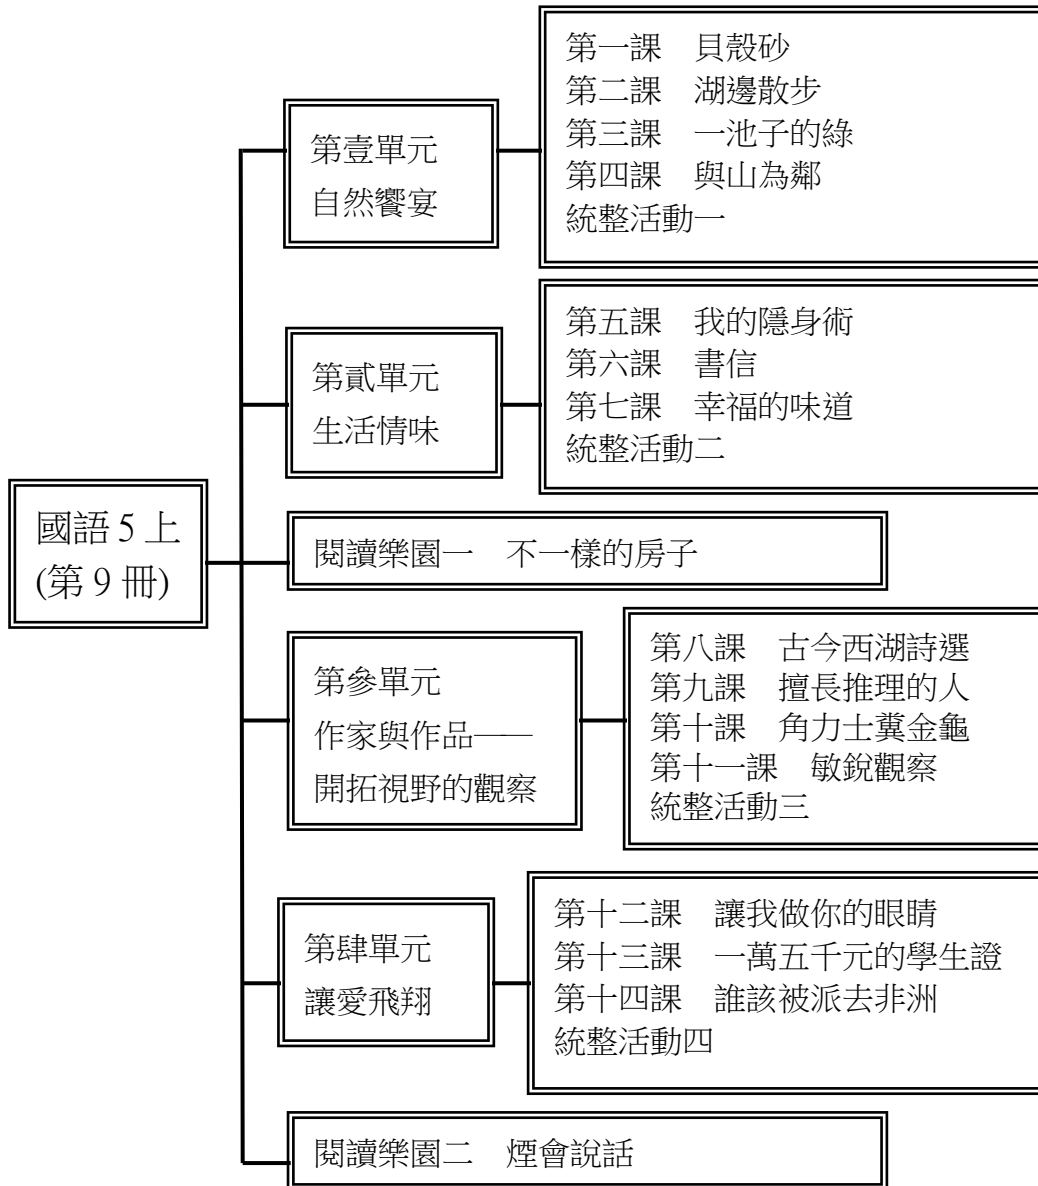 國語 5 上
(第 9 冊)
第壹單元
自然饗宴
第一課　貝殼砂
第二課　湖邊散步
第三課　一池子的綠
第四課　與山為鄰
統整活動一
第貳單元
生活情味
第五課　我的隱身術
第六課　書信
第七課　幸福的味道
統整活動二
閱讀樂園一　不一樣的房子
第參單元
作家與作品——
開拓視野的觀察
第八課　古今西湖詩選
第九課　擅長推理的人
第十課　角力士糞金龜
第十一課　敏銳觀察
統整活動三
第肆單元
讓愛飛翔
第十二課　讓我做你的眼睛
第十三課　一萬五千元的學生證
第十四課　誰該被派去非洲
統整活動四
閱讀樂園二　煙會說話